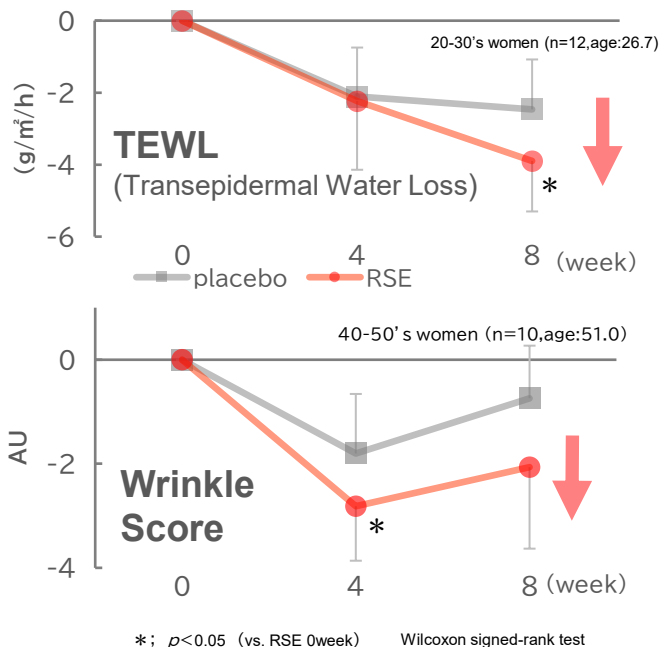 0
20-30's women (n=12,age:26.7)
-2
(g/㎡/h)
-4
TEWL
(Transepidermal Water Loss)
*
-6
0 4 8 (week)
placebo RSE
40-50's women (n=10,age:51.0)
0
AU
-2
Wrinkle
Score
*
-4
0 4 8 (week)
*; p<0.05 (vs. RSE 0week) Wilcoxon signed-rank test